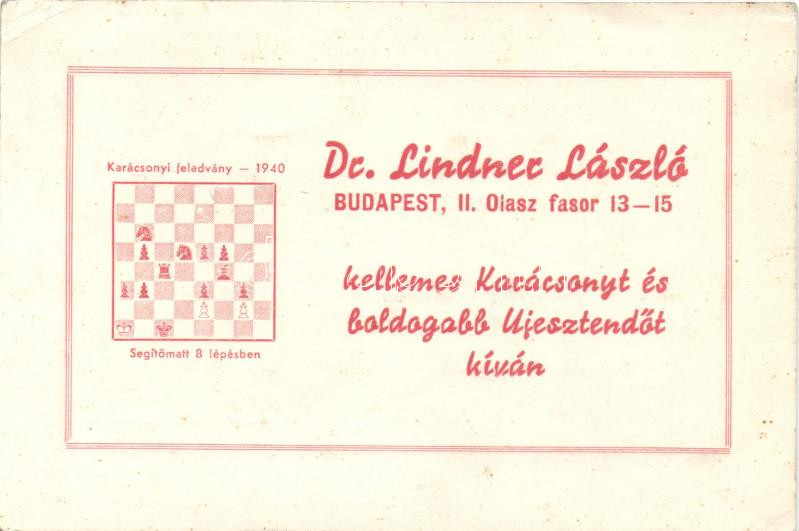 Karácsonyi feladvány — 1940
Segítőmatt 8 lépésben
Dr. Lindner László
BUDAPEST, II. Olasz fasor 13—15
kellemes Karácsonyt és
boldogabb Ujesztendőt
kíván